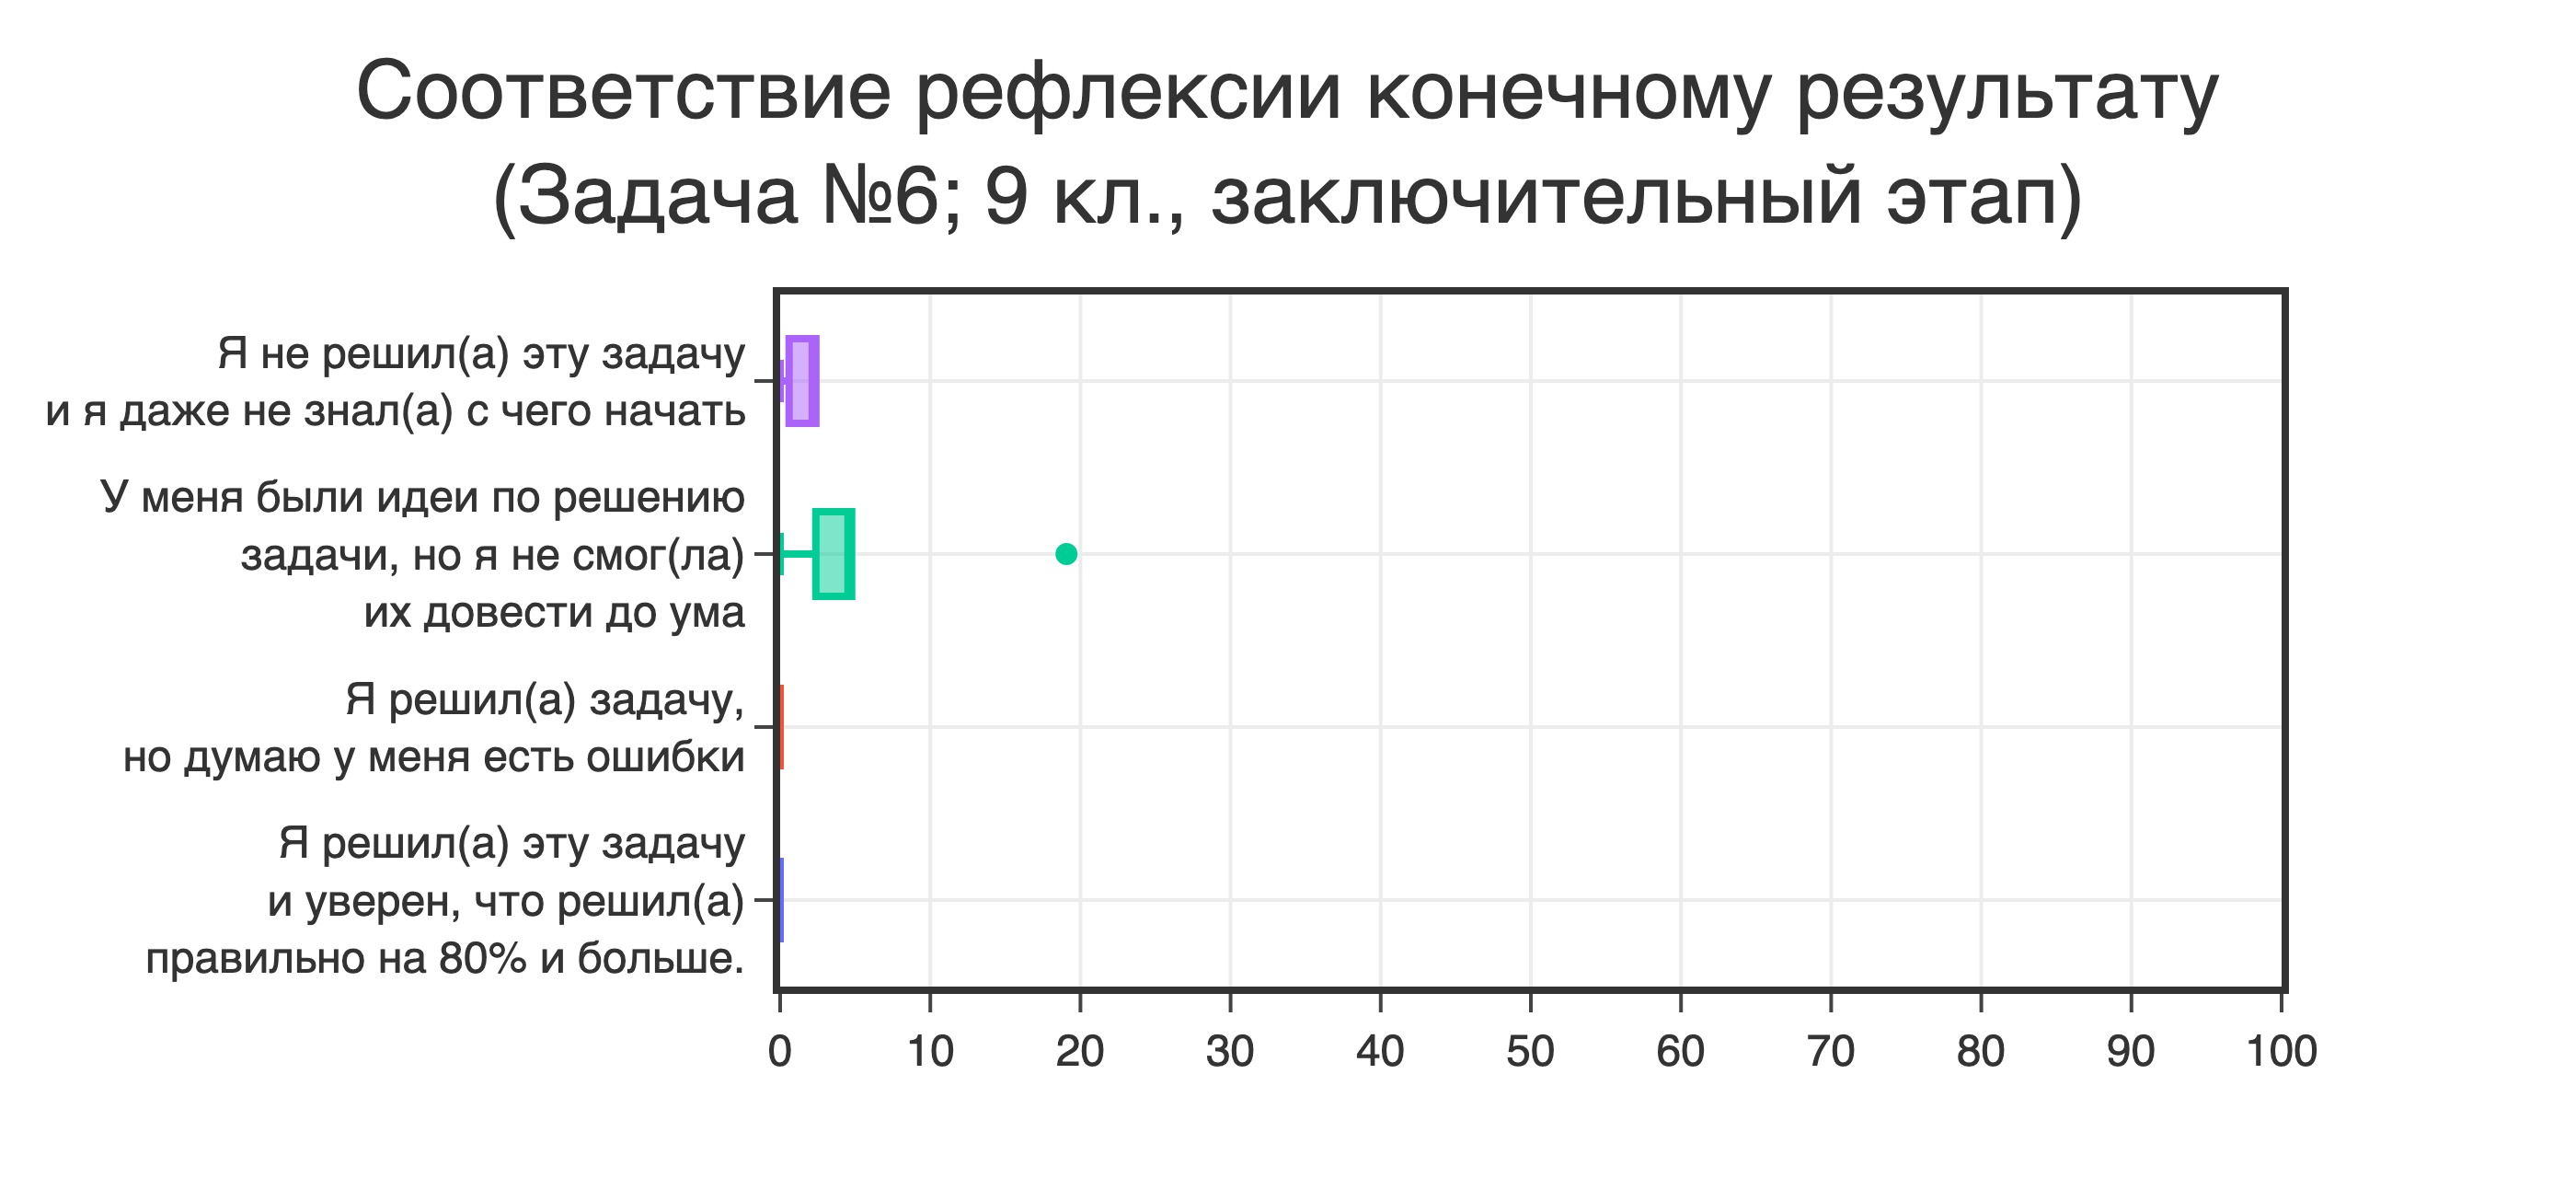 Соответствие рефлексии конечному результату
(Задача №6; 9 кл., заключительный этап)
Я не решил(а) эту задачу
и я даже не знал(а) с чего начать
У меня были идеи по решению
задачи, но я не смог(ла)
их довести до ума
Я решил(а) задачу,
но думаю у меня есть ошибки
Я решил(а) эту задачу
и уверен, что решил(а)
правильно на 80% и больше.
0 10 20 30 40 50 60 70 80 90 100